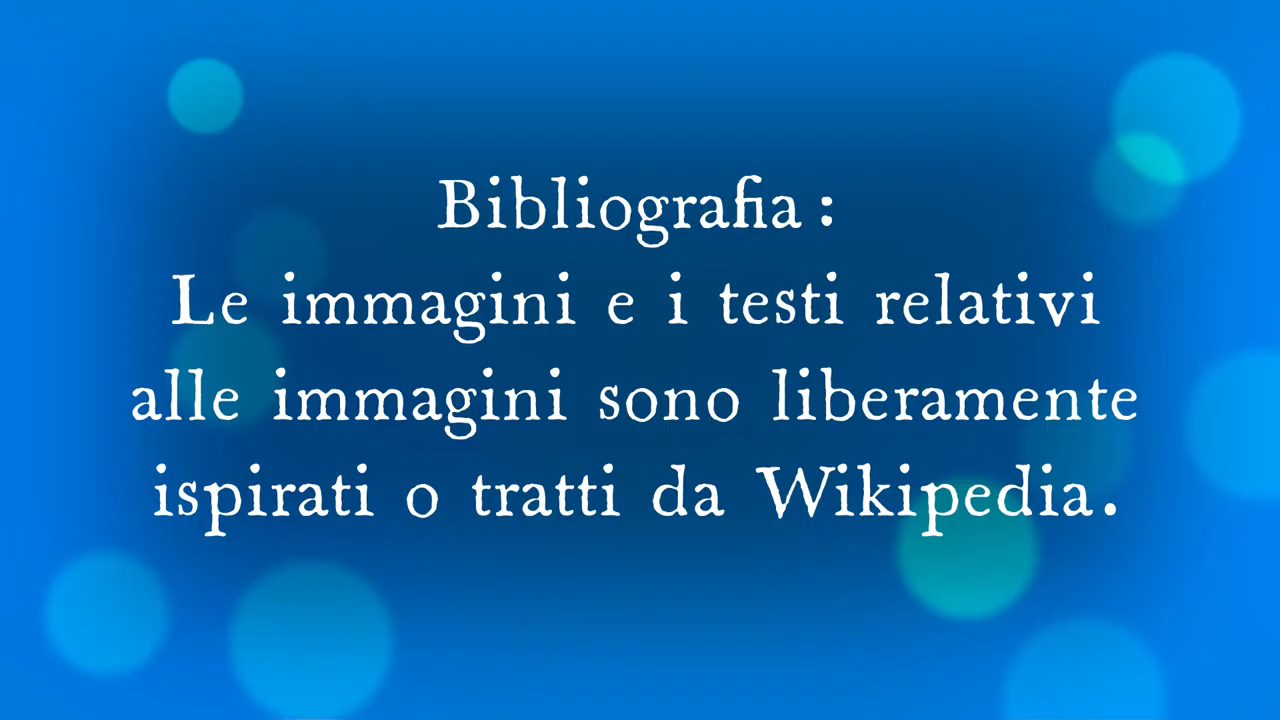 Bibliografia :
Le immagini e i testi relativi
alle immagini sono liberamente
ispirati o tratti da Wikipedia.